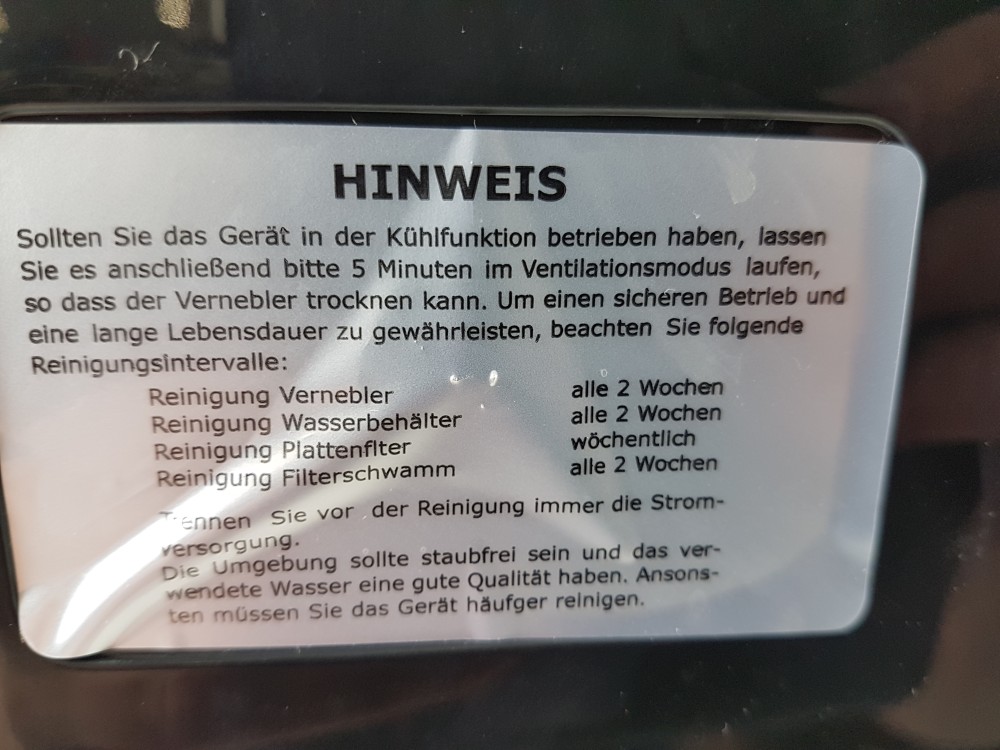 HINWEIS
Sollten Sie das Gerät in der Kühlfunktion betrieben haben, lassen
Sie es anschließend bitte 5 Minuten im Ventilationsmodus laufen,
so dass der Vernebler trocknen kann. Um einen sicheren Betrieb und
eine lange Lebensdauer zu gewährleisten, beachten Sie folgende
Reinigungsintervalle:
Reinigung Vernebler alle 2 Wochen
Reinigung Wasserbehälter alle 2 Wochen
Reinigung Plattenflter wöchentlich
Reinigung Filterschwamm alle 2 Wochen
Trennen Sie vor der Reinigung immer die Strom-
versorgung.
Die Umgebung sollte staubfrei sein und das ver-
wendete Wasser eine gute Qualität haben. Ansons-
ten müssen Sie das Gerät häufger reinigen.